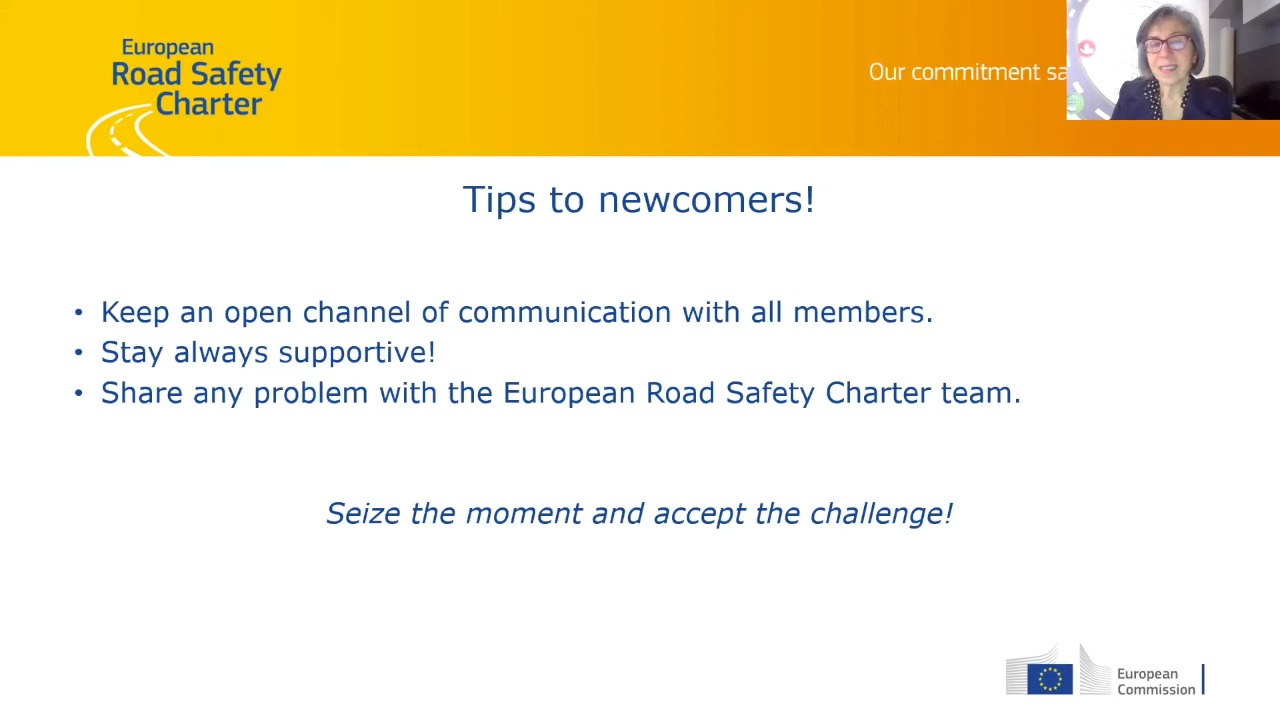 European
Road Safety
Charter
Our commitment
Tips to newcomers!
• Keep an open channel of communication with all members.
• Stay always supportive!
• Share any problem with the European Road Safety Charter team.
Seize the moment and accept the challenge!
European
Commission